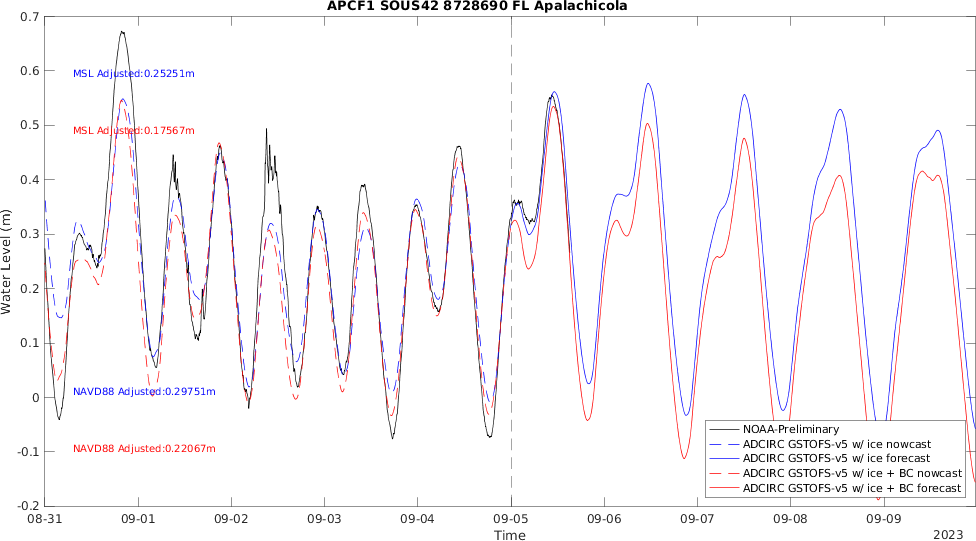 APCF1 SOUS42 8728690 FL Apalachicola
0.7
0.6
0.5
0.4
0.3
0.2
0.1
0
-0.1
-0.2
Water Level (m)
MSL Adjusted:0.25251m
MSL Adjusted:0.17567m
NAVD88 Adjusted:0.29751m
NAVD88 Adjusted:0.22067m
NOAA-Preliminary
ADCIRC GSTOFS-v5 w/ ice nowcast
ADCIRC GSTOFS-v5 w/ ice forecast
ADCIRC GSTOFS-v5 w/ ice + BC nowcast
ADCIRC GSTOFS-v5 w/ ice + BC forecast
08-31 09-01 09-02 09-03 09-04 09-05 09-06 09-07 09-08 09-09
Time
2023